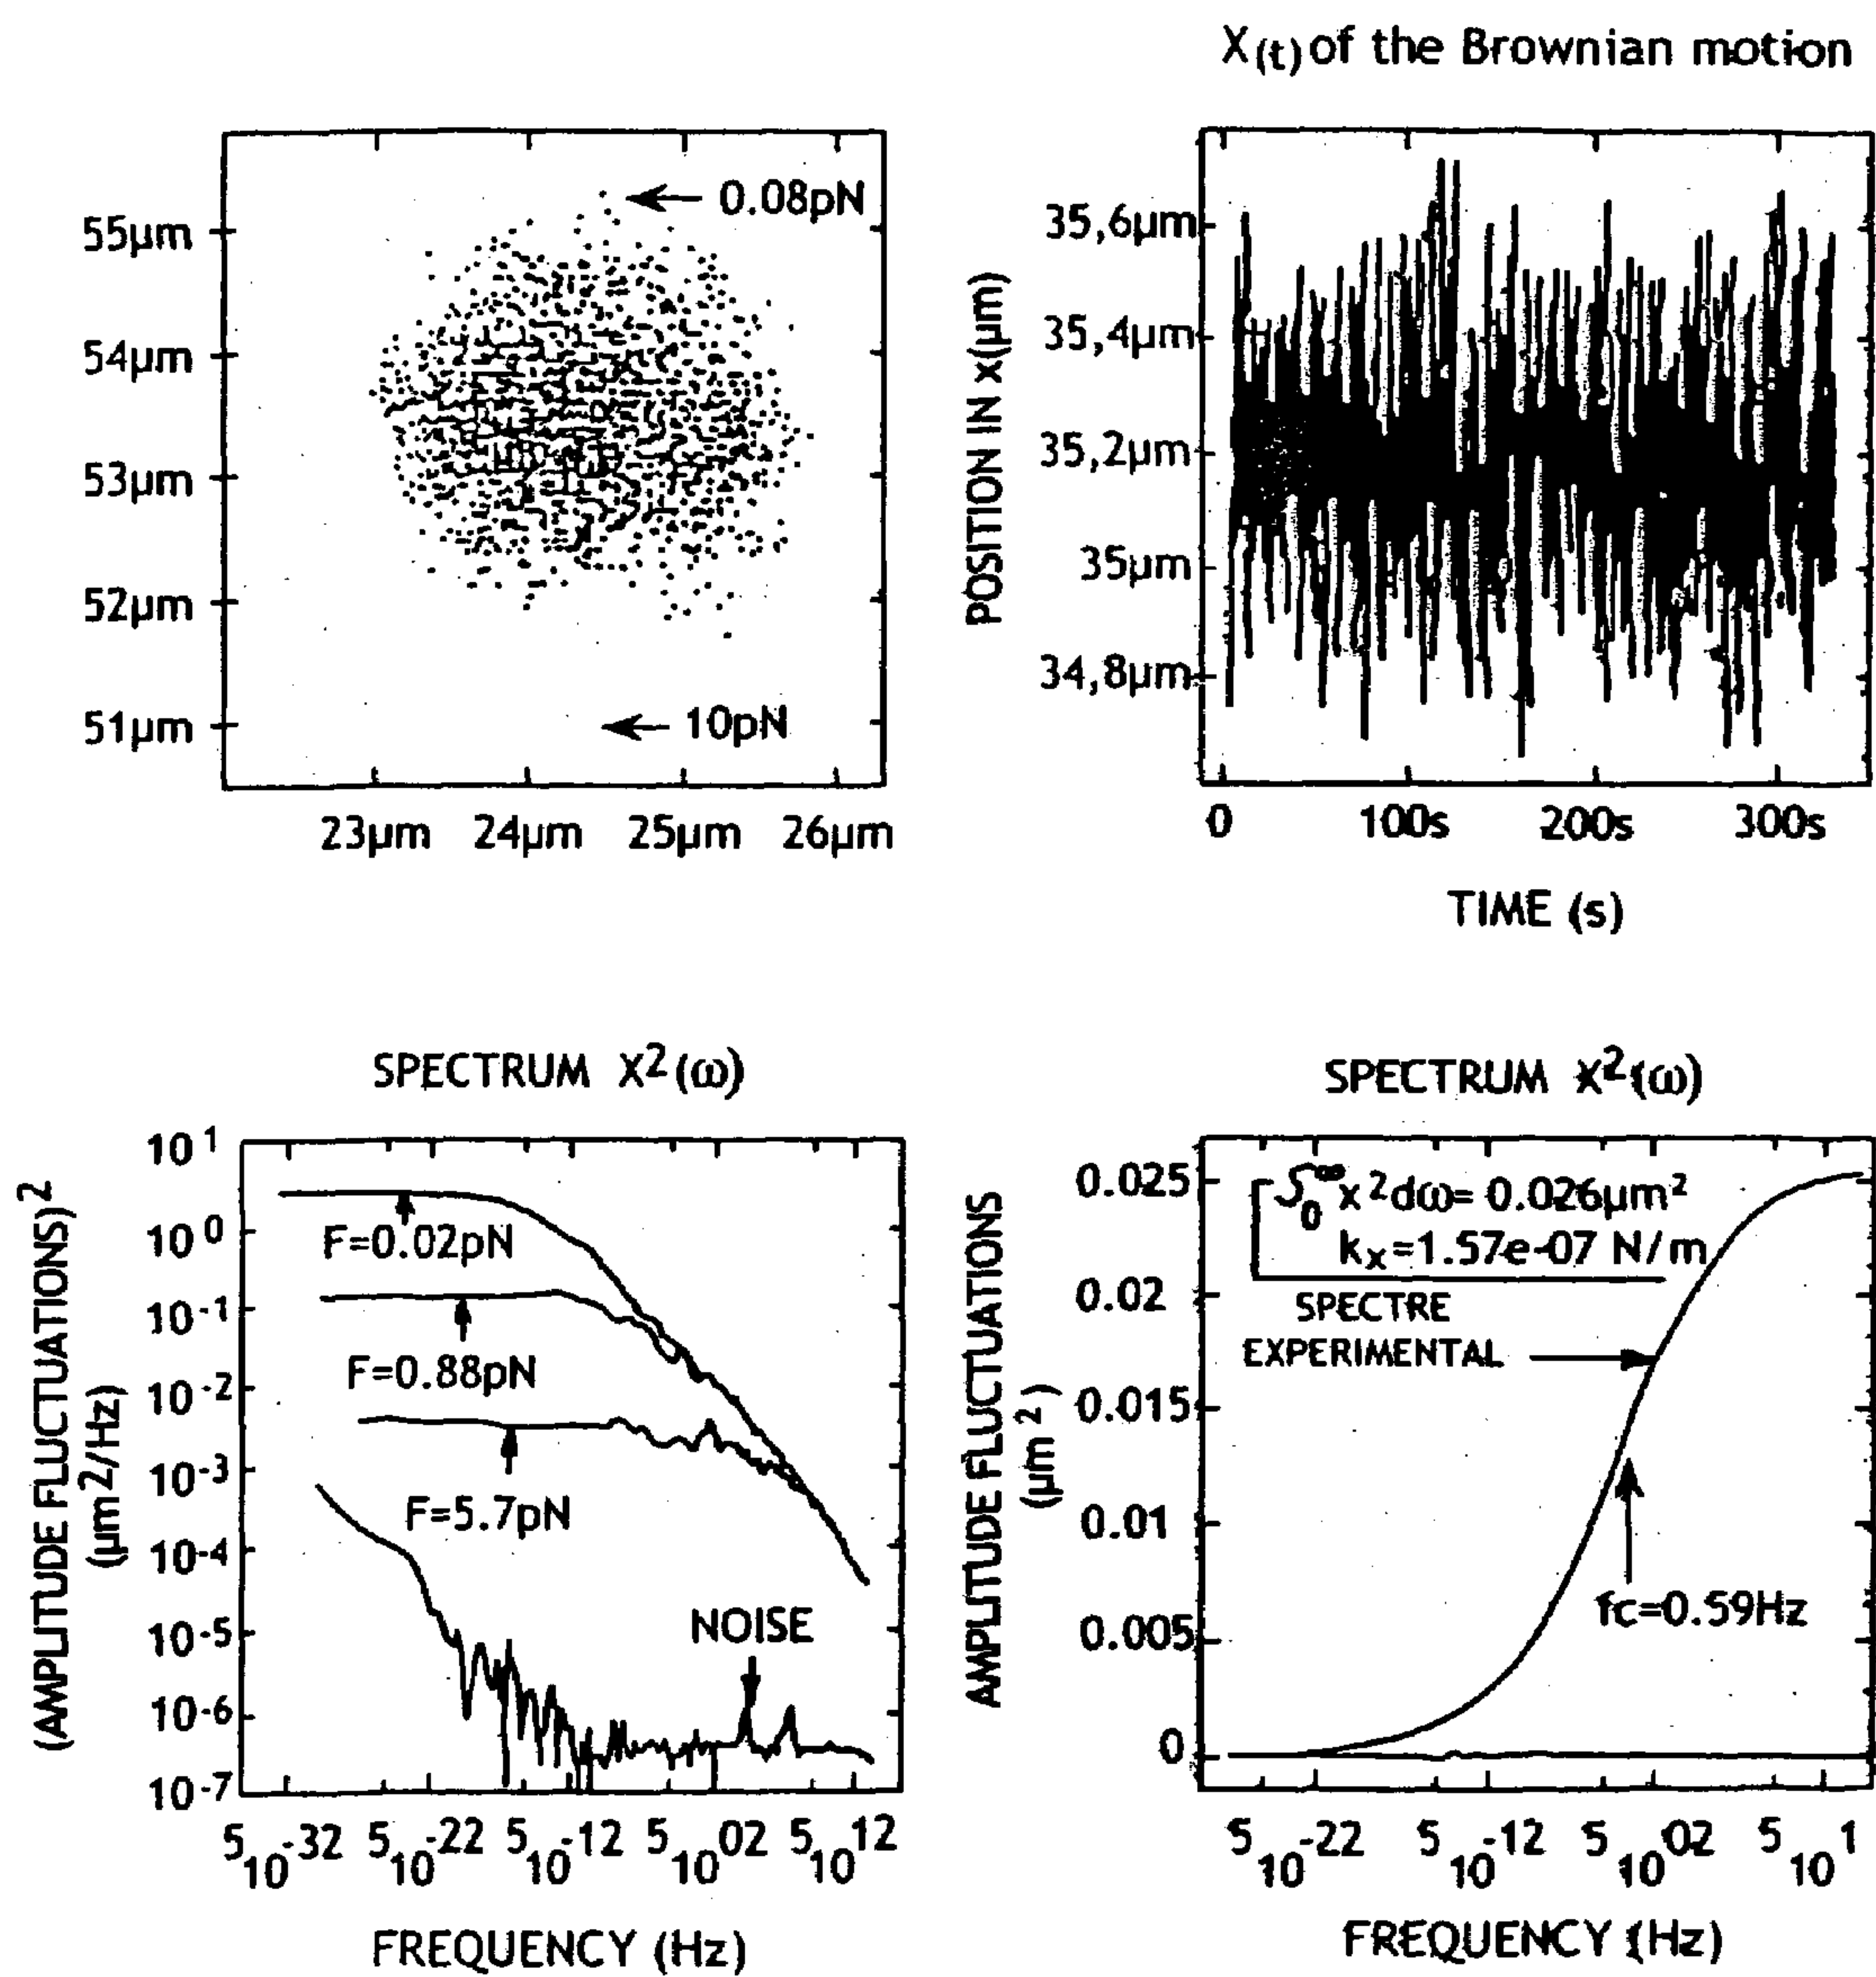 X(t) of the Brownian motion
0.08pN
55µm
54µm
53µm
52µm
51µm
10pN
23µm 24µm 25µm 26µm
POSITION IN x(µm)
35,6µm
35,4µm
35,2µm
35µm
34,8µm
0 100s 200s 300s
TIME (s)
SPECTRUM X²(ω)
(AMPLITUDE FLUCTUATIONS)²
(µm2/Hz)
10¹
10⁰
10⁻¹
10⁻²
10⁻³
10⁻⁴
10⁻⁵
10⁻⁶
10⁻⁷
F=0.02pN
F=0.88pN
F=5.7pN
NOISE
5 10⁻³2 5 10⁻²2 5 10⁻¹2 5 10⁰2 5 10¹2
FREQUENCY (Hz)
SPECTRUM X²(ω)
AMPLITUDE FLUCTUATIONS
(µm²)
0.025
0.02
0.015
0.01
0.005
0
∫₀^∞ x²dω= 0.026µm²
kx=1.57e-07 N/m
SPECTRE
EXPERIMENTAL
fc=0.59Hz
5 10⁻²2 5 10⁻¹2 5 10⁰2 5 10¹
FREQUENCY (Hz)